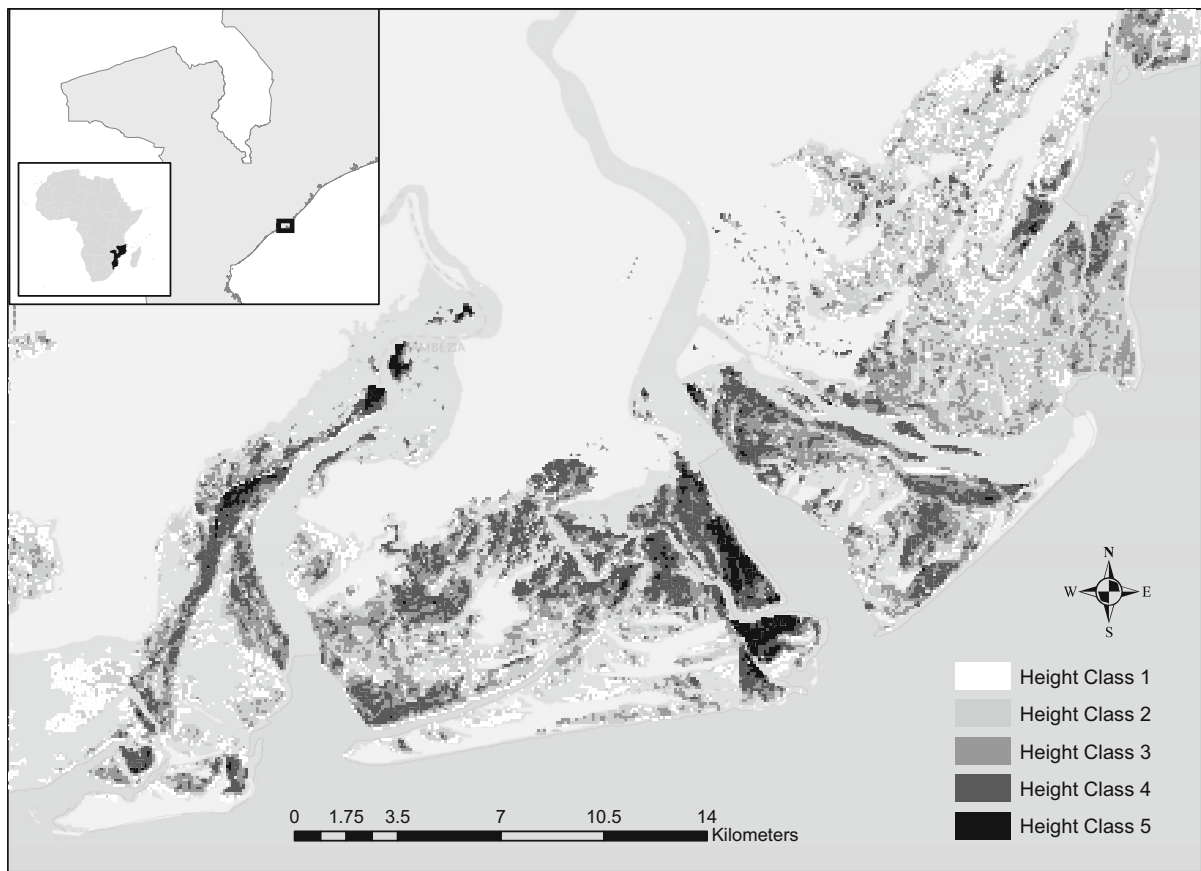 N
W E
S
Height Class 1
Height Class 2
Height Class 3
Height Class 4
Height Class 5
0 1.75 3.5 7 10.5 14
Kilometers